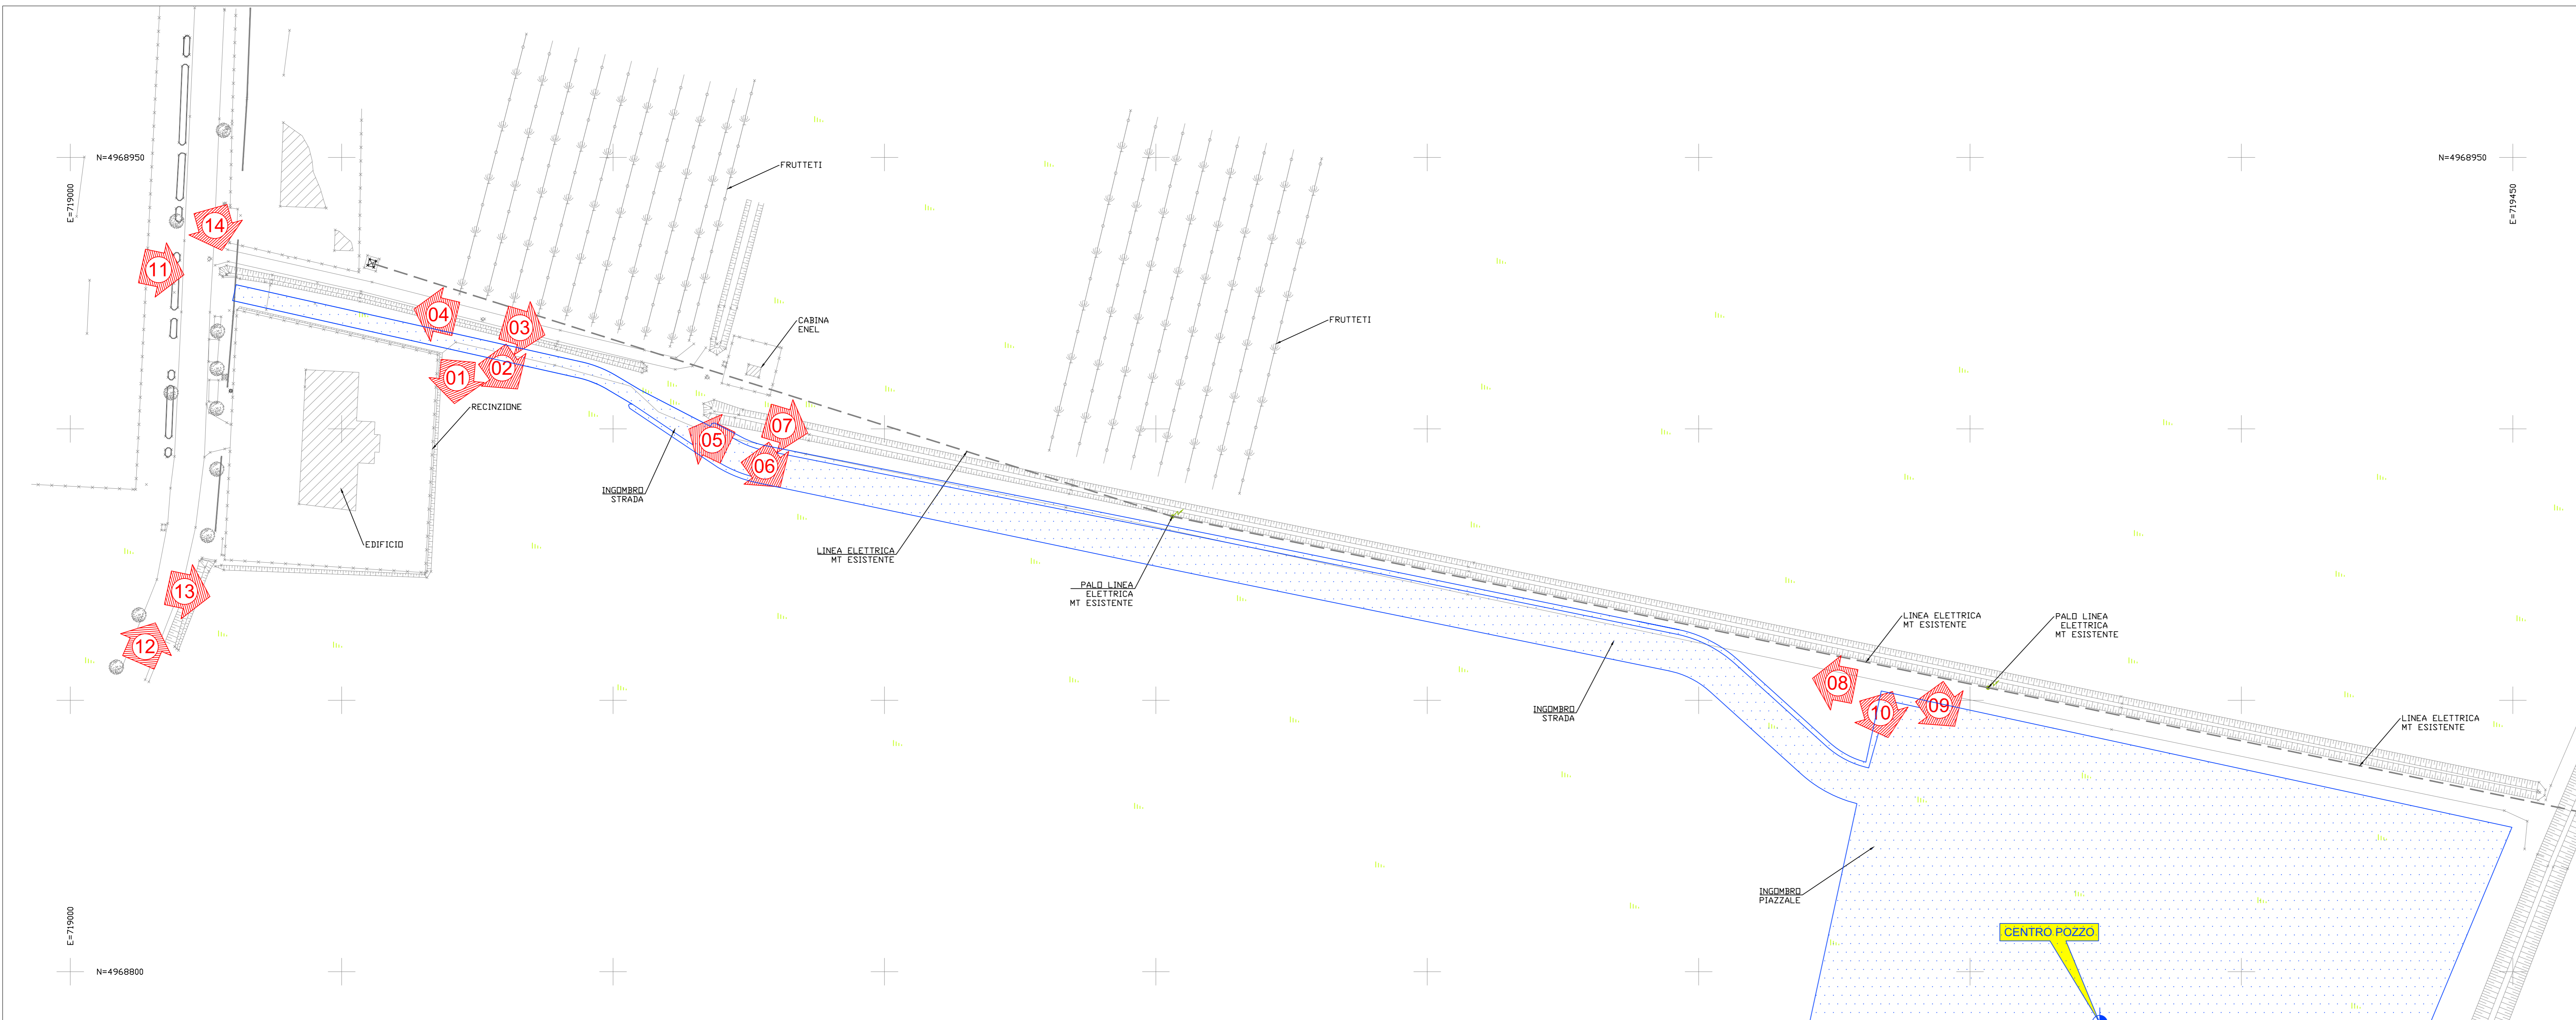 N=4968950
N=4968950
E=719000
E=719450
FRUTTETI
14
11
04
03
CABINA
ENEL
FRUTTETI
01
02
RECINZIONE
05
07
06
INGOMBRO
STRADA
EDIFICIO
LINEA ELETTRICA
MT ESISTENTE
PALO LINEA
ELETTRICA
MT ESISTENTE
13
12
LINEA ELETTRICA
MT ESISTENTE
PALO LINEA
ELETTRICA
MT ESISTENTE
08
10
09
INGOMBRO
STRADA
LINEA ELETTRICA
MT ESISTENTE
INGOMBRO
PIAZZALE
E=719000
CENTRO POZZO
N=4968800